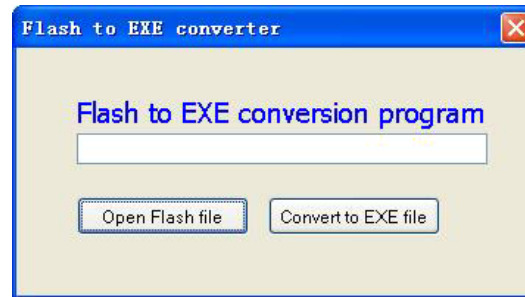 Flash to EXE converter
Flash to EXE conversion program
Open Flash file
Convert to EXE file